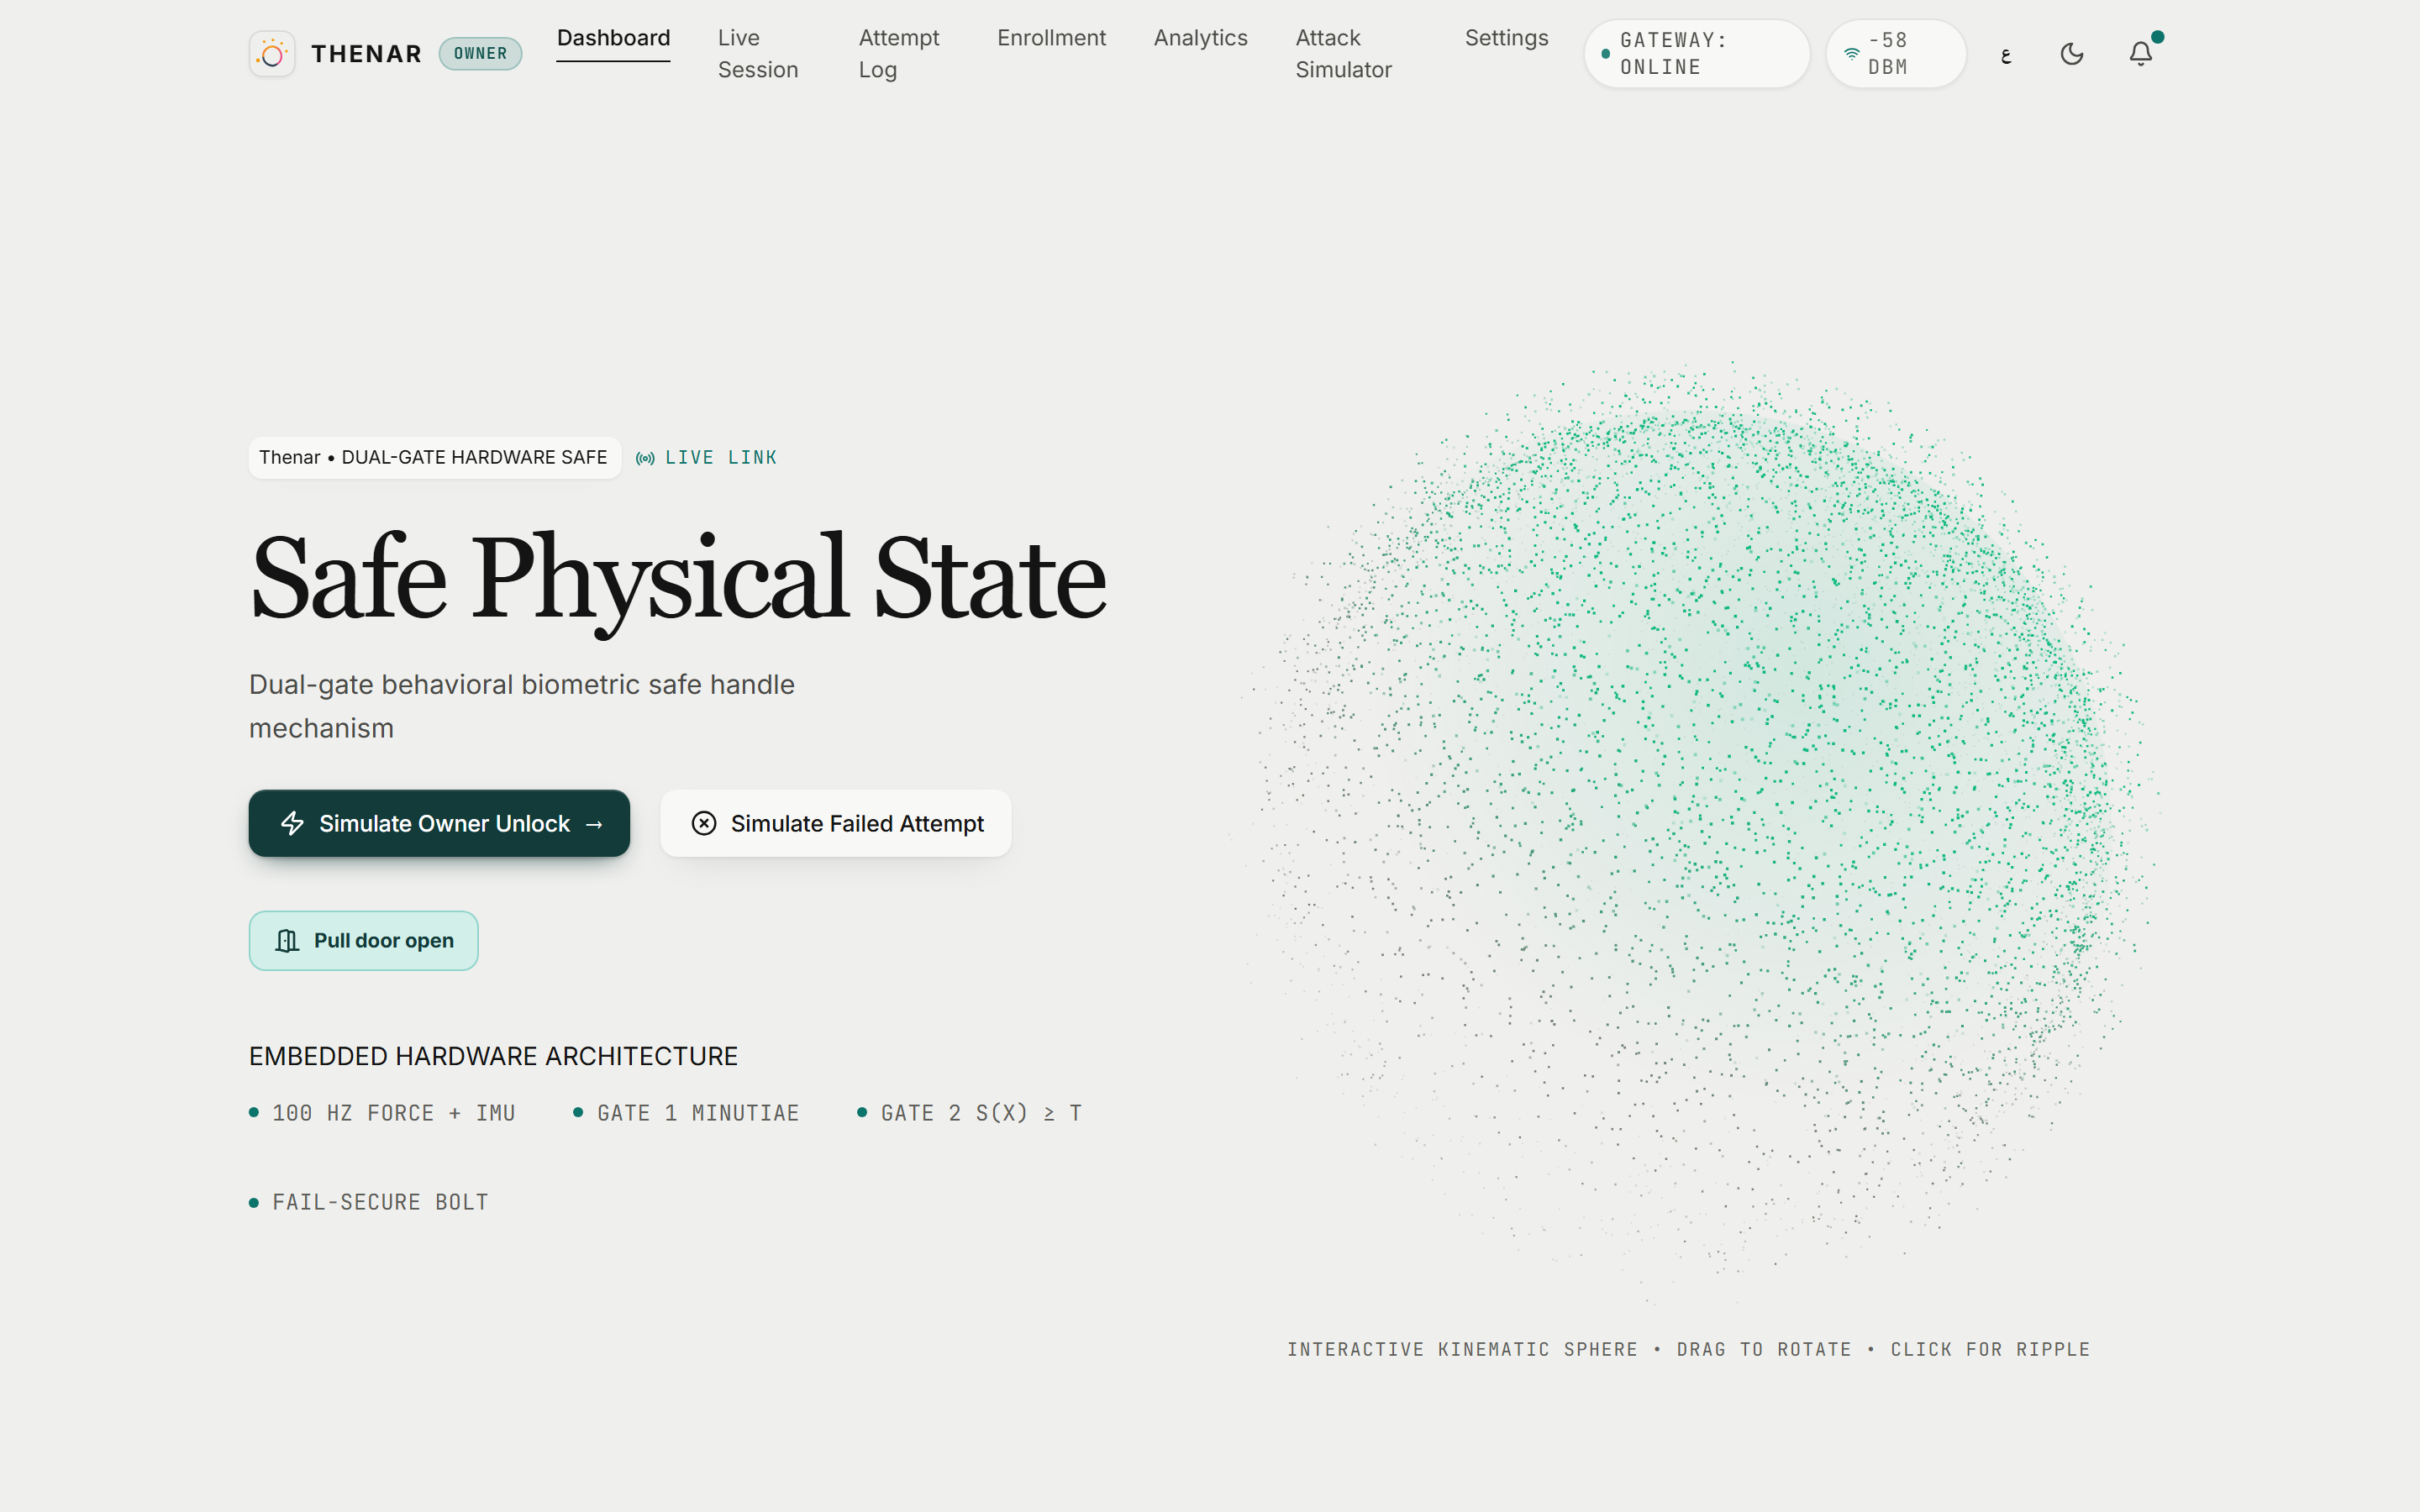 THENAR
OWNER
Dashboard
Live Session
Attempt Log
Enrollment
Analytics
Attack Simulator
Settings
GATEWAY: ONLINE
-58 DBM
ع
Thenar • DUAL-GATE HARDWARE SAFE
LIVE LINK
Safe Physical State
Dual-gate behavioral biometric safe handle
mechanism
Simulate Owner Unlock →
Simulate Failed Attempt
Pull door open
EMBEDDED HARDWARE ARCHITECTURE
• 100 HZ FORCE + IMU
• GATE 1 MINUTIAE
• GATE 2 S(X) ≥ T
• FAIL-SECURE BOLT
INTERACTIVE KINEMATIC SPHERE • DRAG TO ROTATE • CLICK FOR RIPPLE